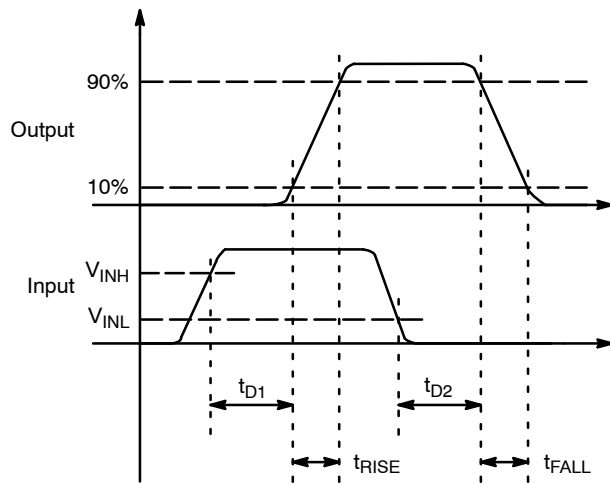 90%
Output
10%
VINH
Input
VINL
tD1
tD2
tRISE
tFALL